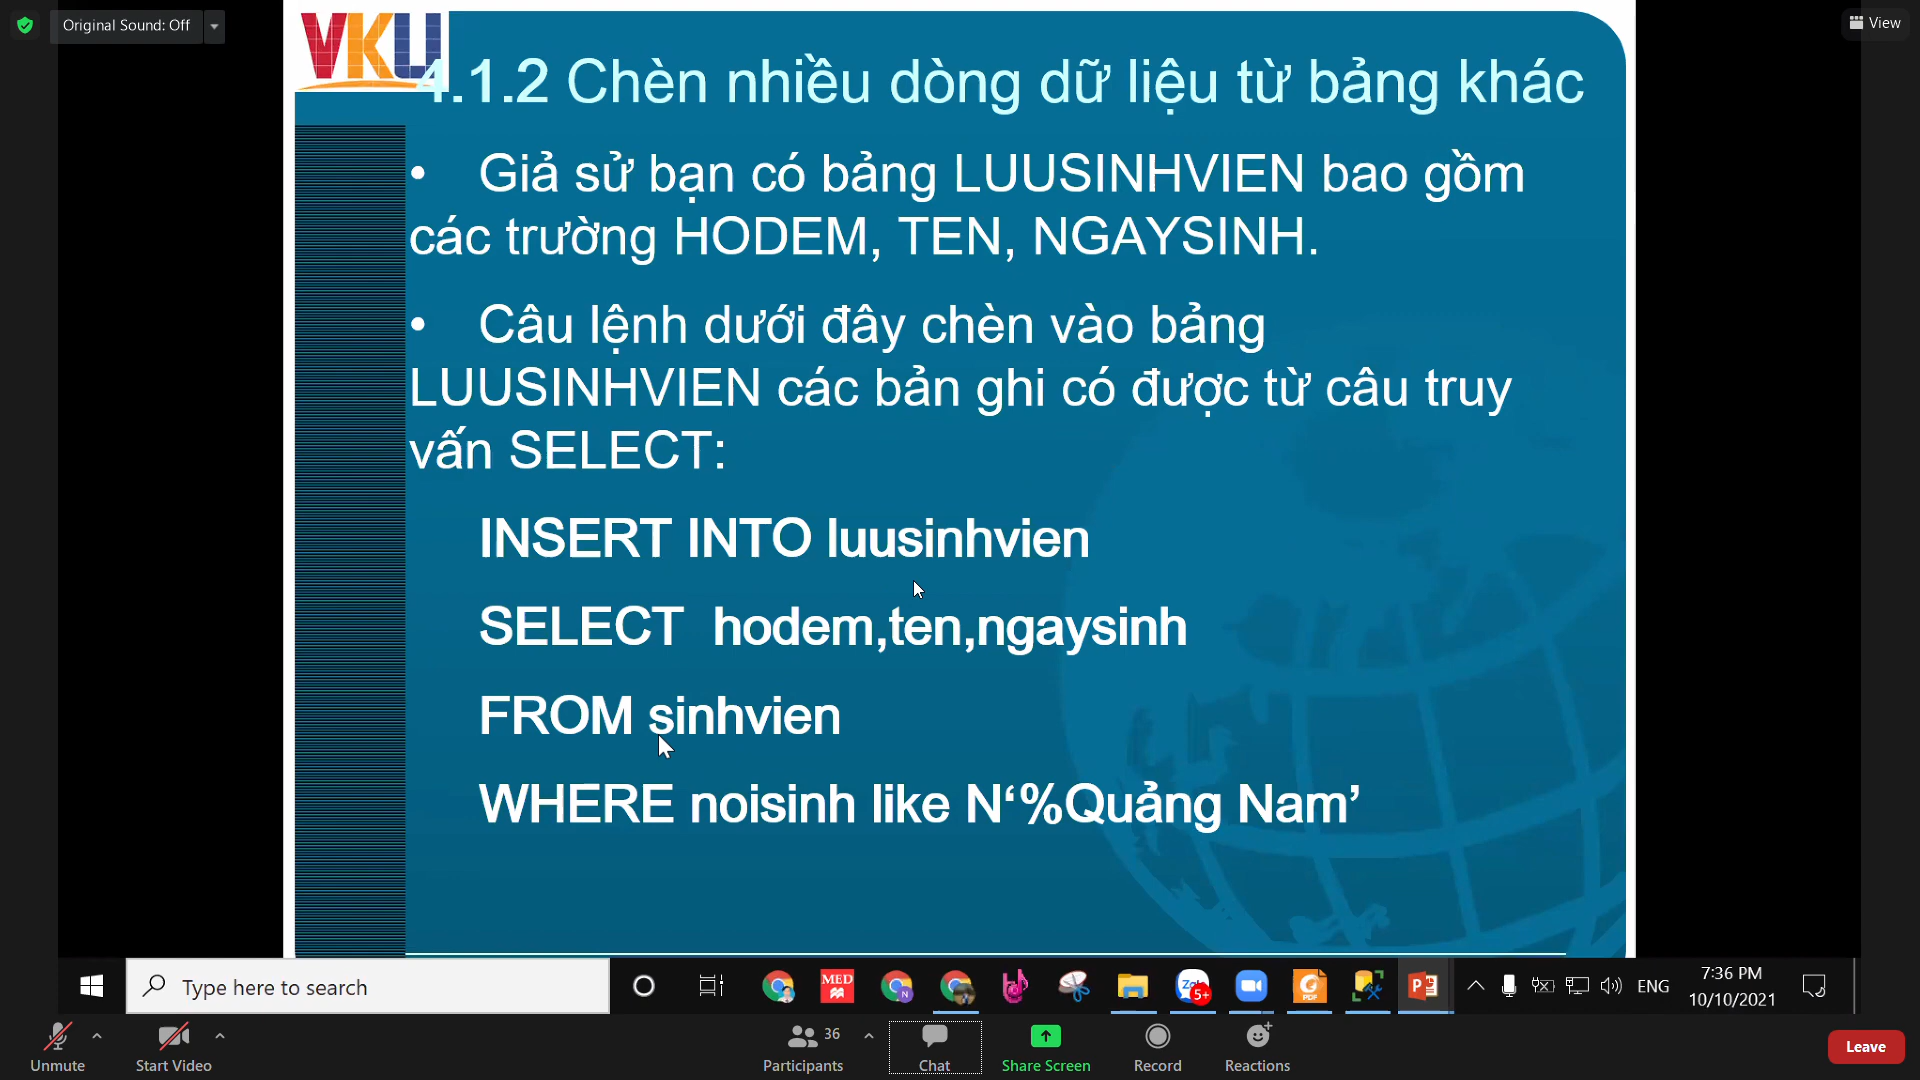 Original Sound: Off
View
VKU
4.1.2 Chèn nhiều dòng dữ liệu từ bảng khác
• Giả sử bạn có bảng LUUSINHVIEN bao gồm
các trường HODEM, TEN, NGAYSINH.
• Câu lệnh dưới đây chèn vào bảng
LUUSINHVIEN các bản ghi có được từ câu truy
vấn SELECT:
INSERT INTO luusinhvien
SELECT hodem,ten,ngaysinh
FROM sinhvien
WHERE noisinh like N‘%Quảng Nam’
Type here to search
MED
N
5+
PDF
ENG
7:36 PM
10/10/2021
Unmute
Start Video
36
Participants
Chat
Share Screen
Record
Reactions
Leave